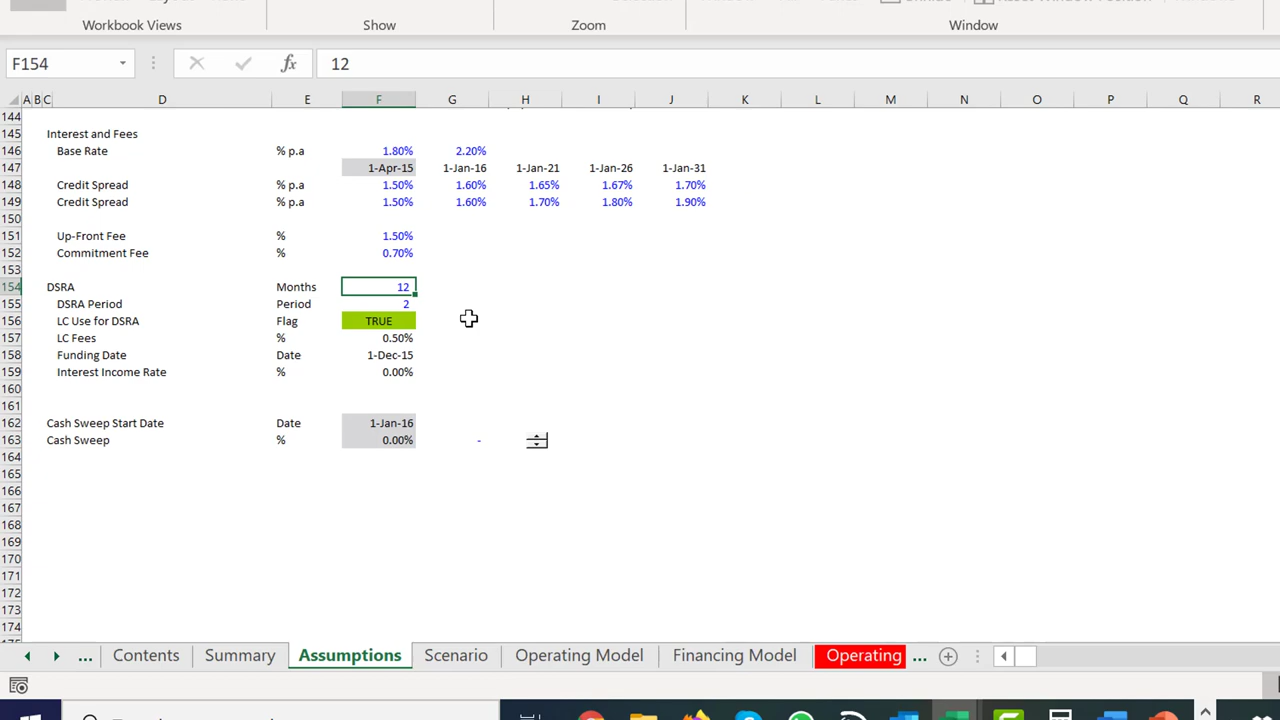 Workbook Views Show Zoom Window
F154 fx 12
A B C D E F G H I J K L M N O P Q R
144
145 Interest and Fees
146 Base Rate % p.a 1.80% 2.20%
147 1-Apr-15 1-Jan-16 1-Jan-21 1-Jan-26 1-Jan-31
148 Credit Spread % p.a 1.50% 1.60% 1.65% 1.67% 1.70%
149 Credit Spread % p.a 1.50% 1.60% 1.70% 1.80% 1.90%
150
151 Up-Front Fee % 1.50%
152 Commitment Fee % 0.70%
153
154 DSRA Months 12
155 DSRA Period Period 2
156 LC Use for DSRA Flag TRUE
157 LC Fees % 0.50%
158 Funding Date Date 1-Dec-15
159 Interest Income Rate % 0.00%
160
161
162 Cash Sweep Start Date Date 1-Jan-16
163 Cash Sweep % 0.00% -
164
165
166
167
168
169
170
171
172
173
174
... Contents Summary Assumptions Scenario Operating Model Financing Model Operating ...